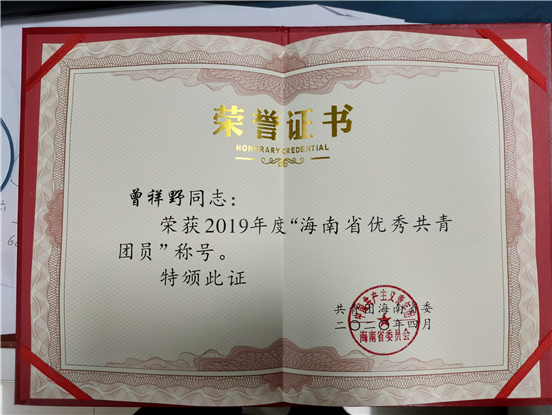 荣誉证书
HONORARY CREDENTIAL
曾祥野同志：
荣获2019年度“海南省优秀共青
团员”称号。
特颁此证
共青团海南省委
二〇二〇年四月
海南省委员会